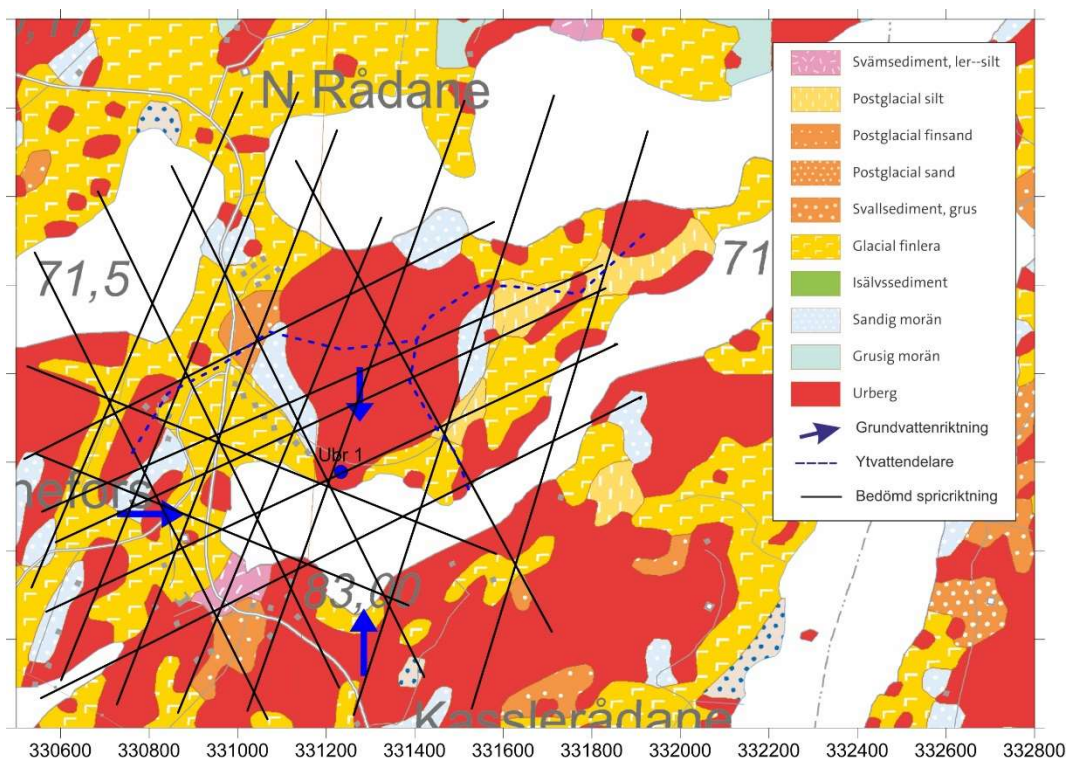 N Rådane
71,5
71
Ubr 1
nefors
83,00
Kasslerådane
Svämsediment, ler--silt
Postglacial silt
Postglacial finsand
Postglacial sand
Svallsediment, grus
Glacial finlera
Isälvssediment
Sandig morän
Grusig morän
Urberg
Grundvattenriktning
Ytvattendelare
Bedömd spricriktning
330600 330800 331000 331200 331400 331600 331800 332000 332200 332400 332600 332800